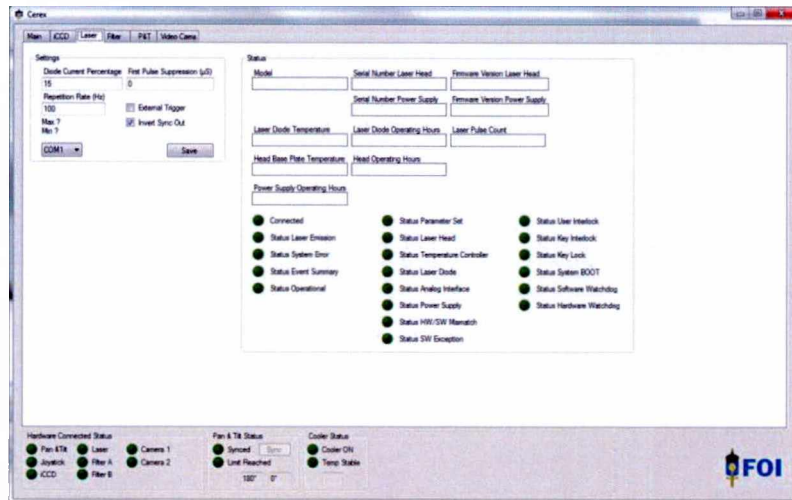 Cerex
Main iCCD Laser Filter P&T Video Cama
Settings
Diode Current Percentage First Pulse Suppression (µS)
15 0
Repetition Rate (Hz)
100 External Trigger
Max ? Invert Sync Out
Min ?
COM1 Save
Status
Model Serial Number Laser Head Firmware Version Laser Head
Serial Number Power Supply Firmware Version Power Supply
Laser Diode Temperature Laser Diode Operating Hours Laser Pulse Count
Head Base Plate Temperature Head Operating Hours
Power Supply Operating Hours
Connected Status Parameter Set Status User Interlock
Status Laser Emission Status Laser Head Status Key Interlock
Status System Error Status Temperature Controller Status Key Lock
Status Event Summary Status Laser Diode Status System BOOT
Status Operational Status Analog Interface Status Software Watchdog
Status Power Supply Status Hardware Watchdog
Status HW/SW Mismatch
Status SW Exception
Hardware Connected Status Pan & Tilt Status Cooler Status
Pan &Tilt Laser Camera 1 Synced Sync Cooler ON
Joystick Filter A Camera 2 Limit Reached Temp Stable
iCCD Filter B 180° 0°
FOI